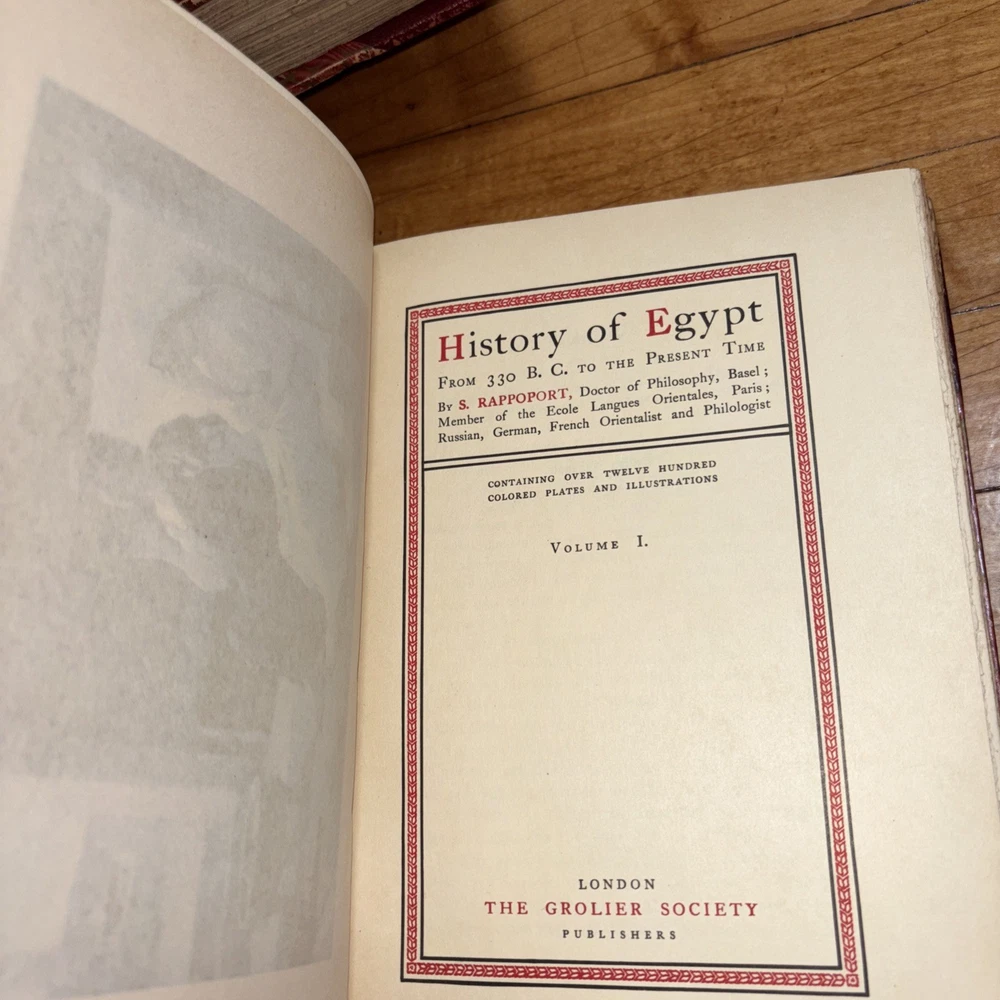 History of Egypt
From 330 B. C. to the Present Time
By S. RAPPOPORT, Doctor of Philosophy, Basel;
Member of the Ecole Langues Orientales, Paris;
Russian, German, French Orientalist and Philologist
CONTAINING OVER TWELVE HUNDRED
COLORED PLATES AND ILLUSTRATIONS
Volume I.
LONDON
THE GROLIER SOCIETY
PUBLISHERS